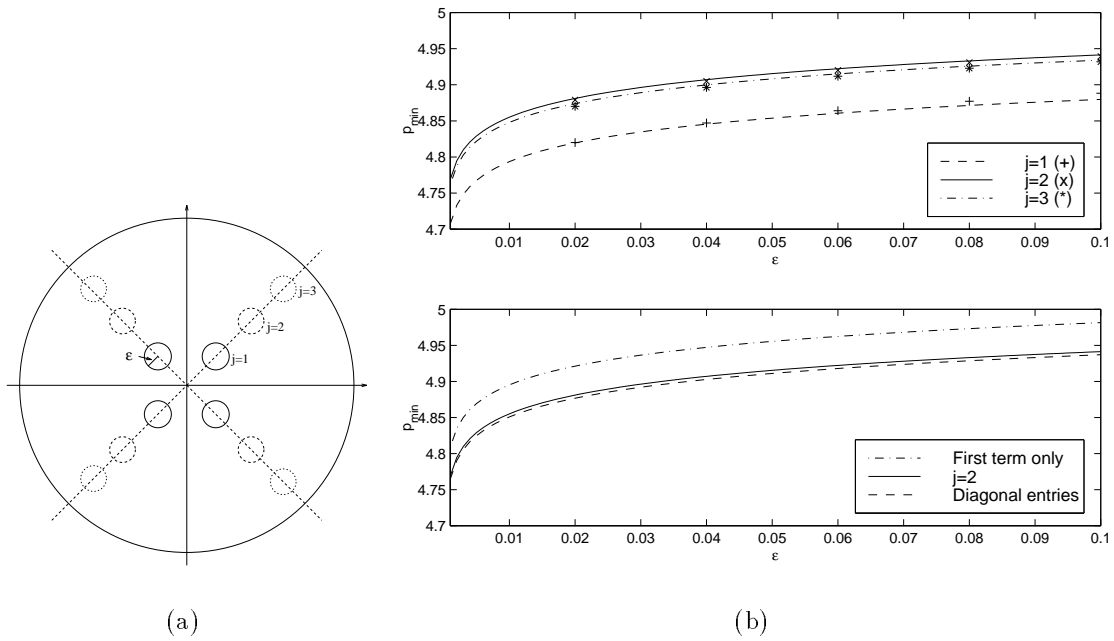 j=3
j=2
ε
j=1
(a)
5
4.95
4.9
4.85
4.8
4.75
4.7
p_min
0.01
0.02
0.03
0.04
0.05
0.06
0.07
0.08
0.09
0.1
ε
j=1 (+)
j=2 (x)
j=3 (*)
5
4.95
4.9
4.85
4.8
4.75
4.7
p_min
0.01
0.02
0.03
0.04
0.05
0.06
0.07
0.08
0.09
0.1
ε
First term only
j=2
Diagonal entries
(b)